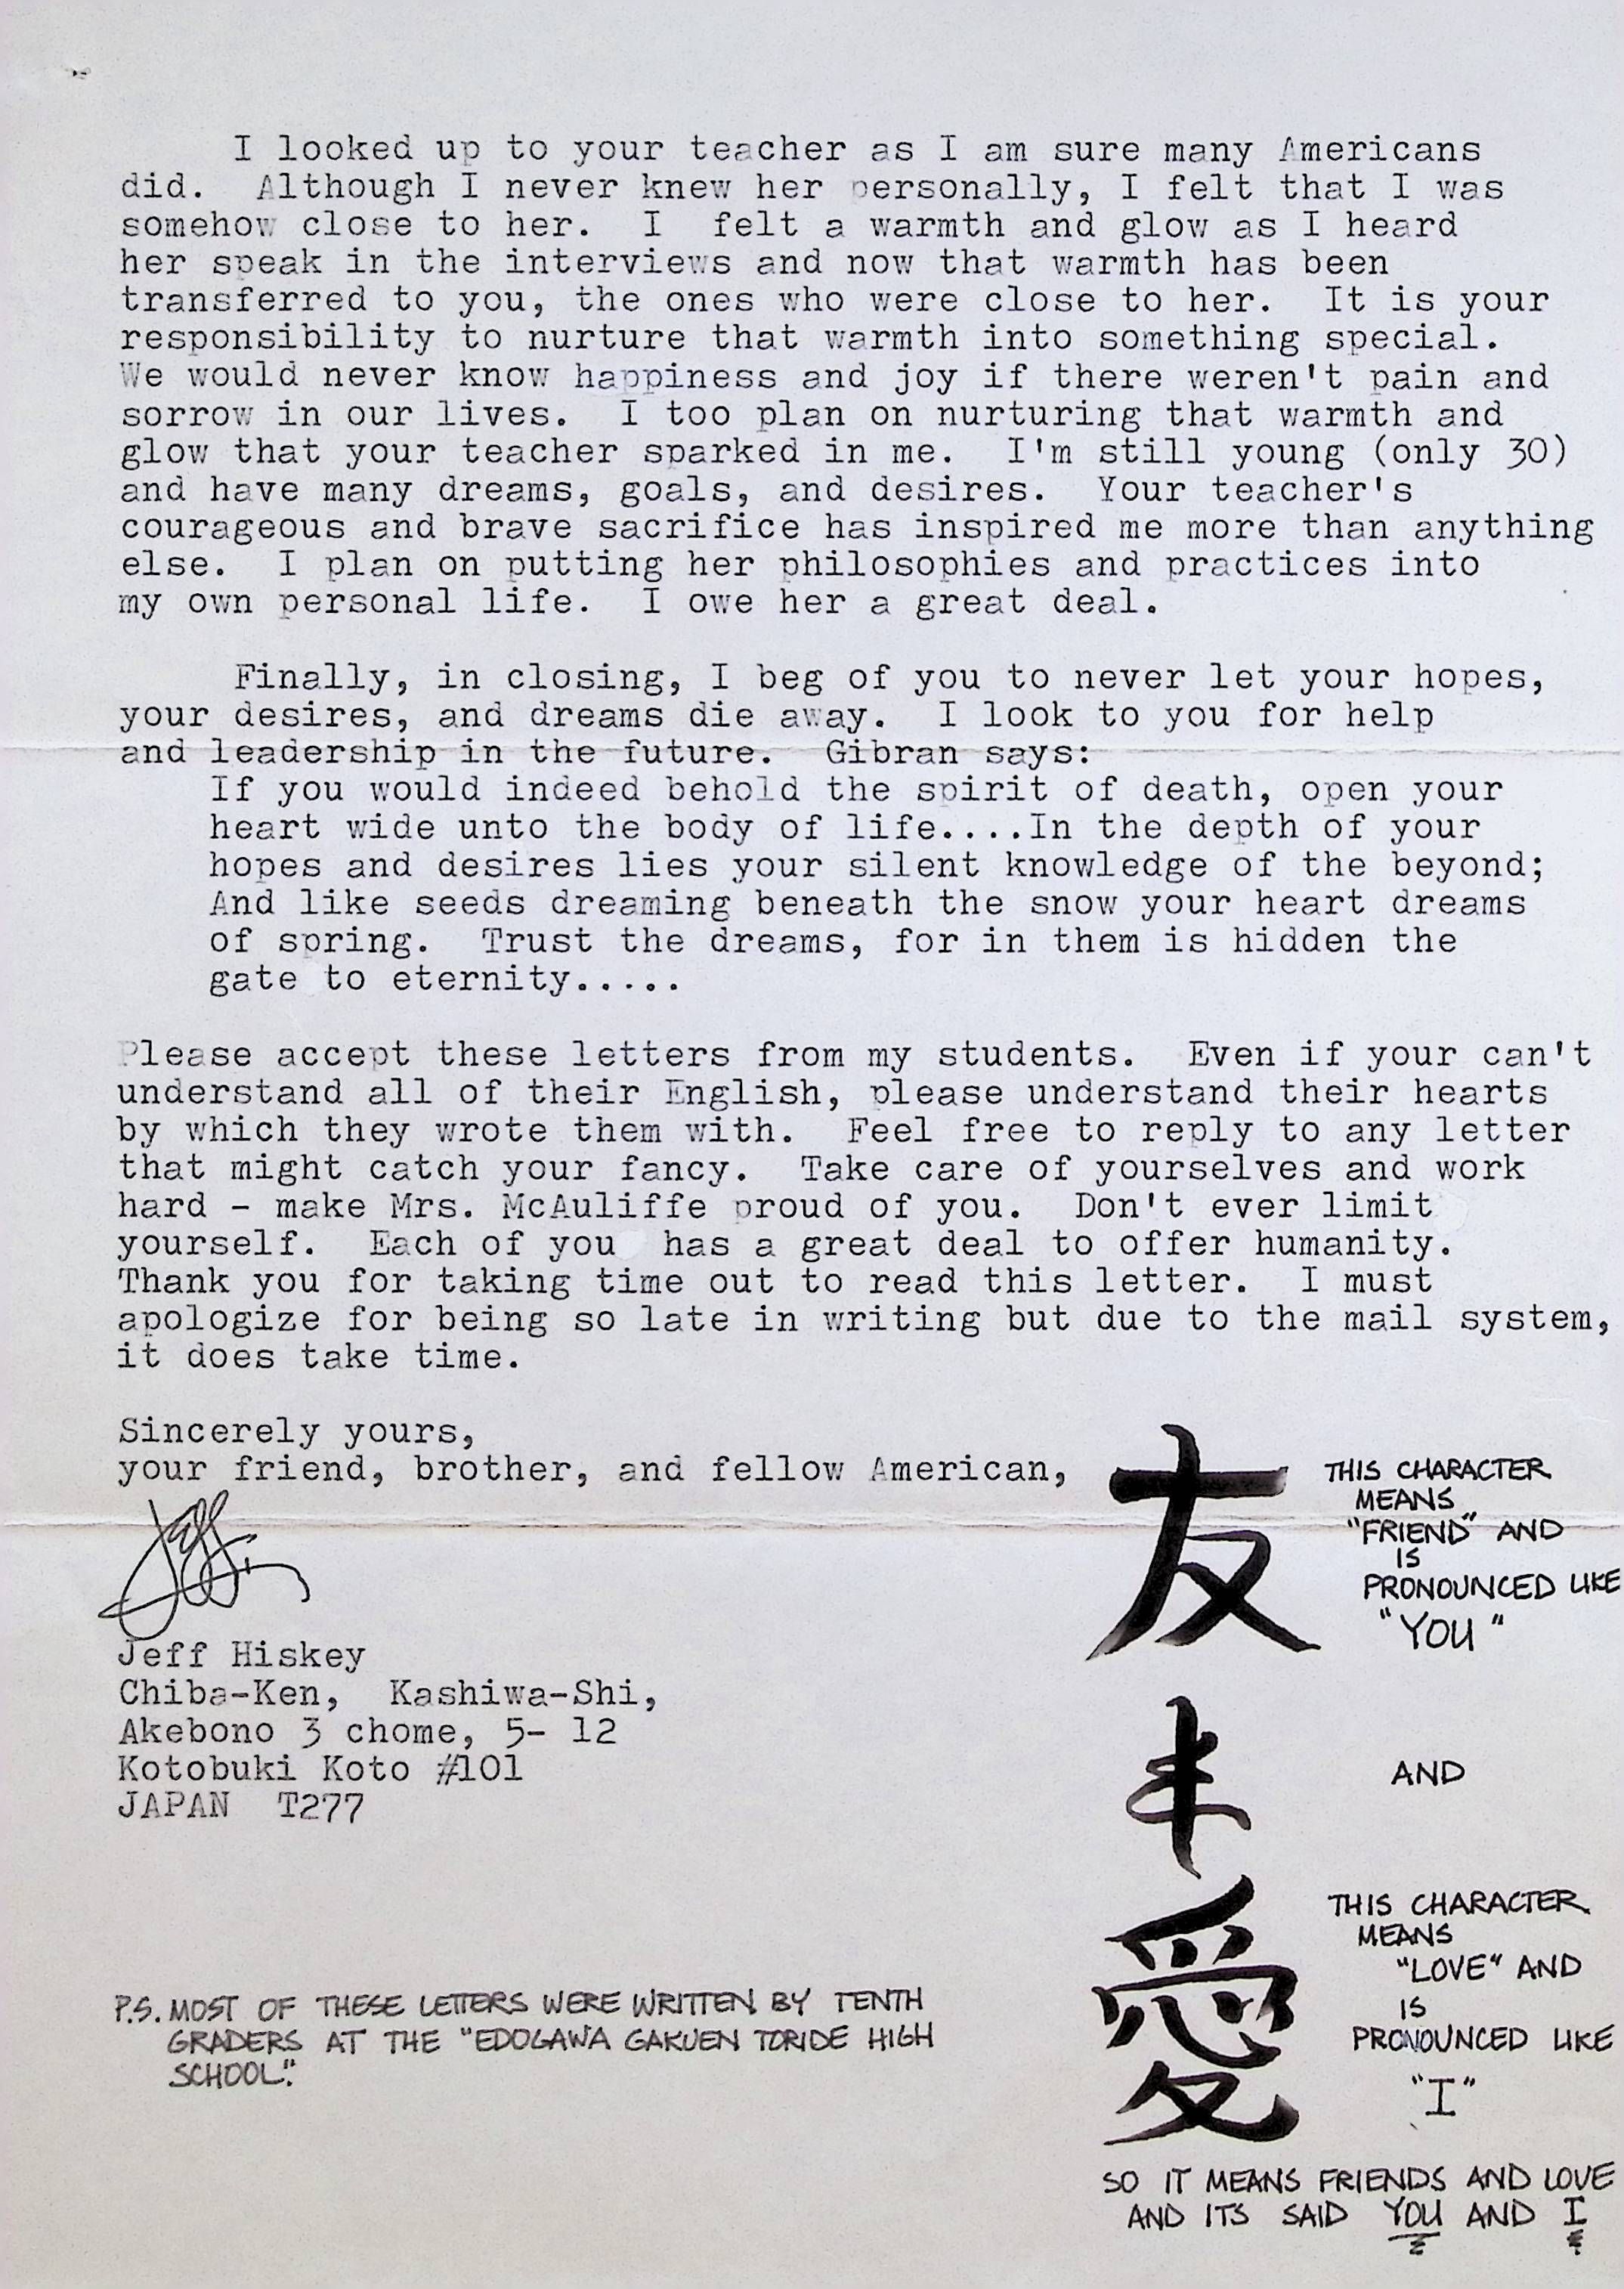 I looked up to your teacher as I am sure many Americans
did.  Although I never knew her personally, I felt that I was
somehow close to her.  I  felt a warmth and glow as I heard
her speak in the interviews and now that warmth has been
transferred to you, the ones who were close to her.  It is your
responsibility to nurture that warmth into something special.
We would never know happiness and joy if there weren't pain and
sorrow in our lives.  I too plan on nurturing that warmth and
glow that your teacher sparked in me.  I'm still young (only 30)
and have many dreams, goals, and desires.  Your teacher's
courageous and brave sacrifice has inspired me more than anything
else.  I plan on putting her philosophies and practices into
my own personal life.  I owe her a great deal.
Finally, in closing, I beg of you to never let your hopes,
your desires, and dreams die away.  I look to you for help
and leadership in the future.  Gibran says:
If you would indeed behold the spirit of death, open your
heart wide unto the body of life....In the depth of your
hopes and desires lies your silent knowledge of the beyond;
And like seeds dreaming beneath the snow your heart dreams
of spring.  Trust the dreams, for in them is hidden the
gate to eternity.....
Please accept these letters from my students.  Even if your can't
understand all of their English, please understand their hearts
by which they wrote them with.  Feel free to reply to any letter
that might catch your fancy.  Take care of yourselves and work
hard - make Mrs. McAuliffe proud of you.  Don't ever limit
yourself.  Each of you  has a great deal to offer humanity.
Thank you for taking time out to read this letter.  I must
apologize for being so late in writing but due to the mail system,
it does take time.
Sincerely yours,
your friend, brother, and fellow American,
Jeff
Jeff Hiskey
Chiba-Ken,  Kashiwa-Shi,
Akebono 3 chome, 5- 12
Kotobuki Koto #101
JAPAN  T277
P.S. MOST OF THESE LETTERS WERE WRITTEN BY TENTH
GRADERS AT THE "EDOGAWA GAKUEN TORIDE HIGH
SCHOOL".
友
THIS CHARACTER
MEANS
"FRIEND" AND
IS
PRONOUNCED LIKE
"YOU"
AND
愛
THIS CHARACTER
MEANS
"LOVE" AND
IS
PRONOUNCED LIKE
"I"
SO IT MEANS FRIENDS AND LOVE
AND ITS SAID YOU AND I